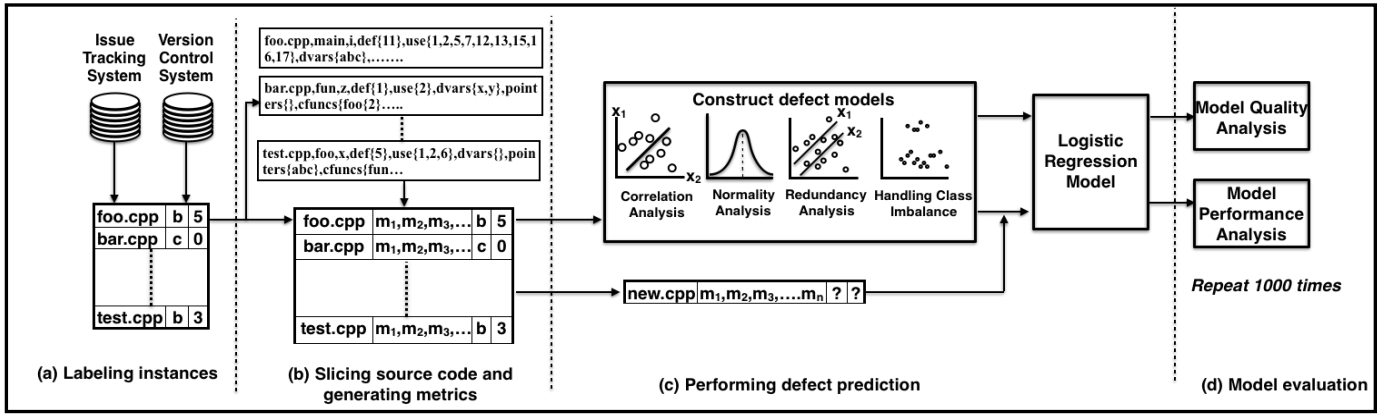 Issue
Tracking
System
Version
Control
System
foo.cpp b 5
bar.cpp c 0
test.cpp b 3
(a) Labeling instances
foo.cpp,main,i,def{11},use{1,2,5,7,12,13,15,1
6,17},dvars{abc},…….
bar.cpp,fun,z,def{1},use{2},dvars{x,y},point
ers{},cfuncs{foo{2}…..
test.cpp,foo,x,def{5},use{1,2,6},dvars{},poin
ters{abc},cfuncs{fun…
foo.cpp m1,m2,m3,… b 5
bar.cpp m1,m2,m3,… c 0
test.cpp m1,m2,m3,… b 3
(b) Slicing source code and
generating metrics
Construct defect models
x1
x2
Correlation
Analysis
Normality
Analysis
x1
x2
Redundancy
Analysis
Handling Class
Imbalance
new.cpp m1,m2,m3,….mn ? ?
Logistic
Regression
Model
(c) Performing defect prediction
Model Quality
Analysis
Model
Performance
Analysis
Repeat 1000 times
(d) Model evaluation